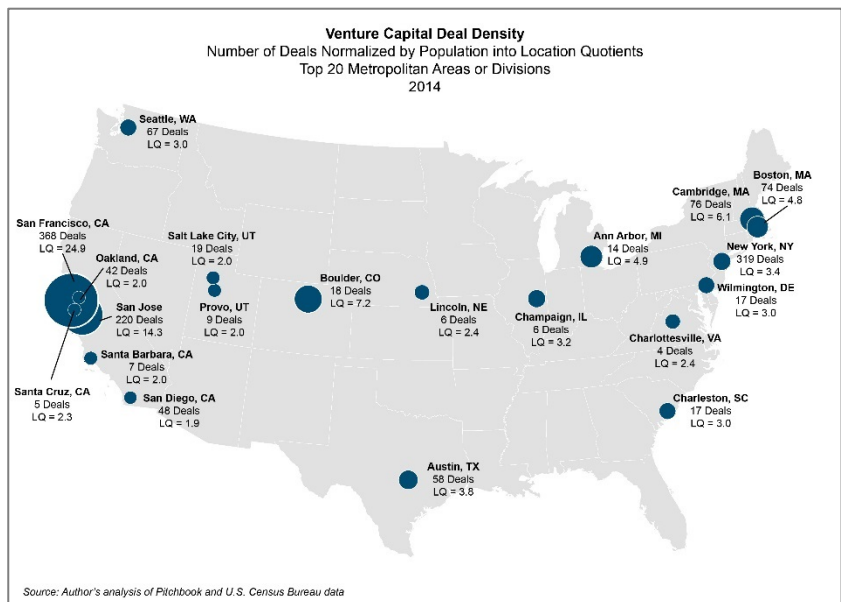 Venture Capital Deal Density
Number of Deals Normalized by Population into Location Quotients
Top 20 Metropolitan Areas or Divisions
2014
Seattle, WA
67 Deals
LQ = 3.0
Boston, MA
74 Deals
LQ = 4.8
Cambridge, MA
76 Deals
LQ = 6.1
San Francisco, CA
368 Deals
LQ = 24.9
Oakland, CA
42 Deals
LQ = 2.0
Salt Lake City, UT
19 Deals
LQ = 2.0
Ann Arbor, MI
14 Deals
LQ = 4.9
New York, NY
319 Deals
LQ = 3.4
Boulder, CO
18 Deals
LQ = 7.2
Wilmington, DE
17 Deals
LQ = 3.0
San Jose
220 Deals
LQ = 14.3
Provo, UT
9 Deals
LQ = 2.0
Lincoln, NE
6 Deals
LQ = 2.4
Champaign, IL
6 Deals
LQ = 3.2
Charlottesville, VA
4 Deals
LQ = 2.4
Santa Barbara, CA
7 Deals
LQ = 2.0
Santa Cruz, CA
5 Deals
LQ = 2.3
San Diego, CA
48 Deals
LQ = 1.9
Charleston, SC
17 Deals
LQ = 3.0
Austin, TX
58 Deals
LQ = 3.8
Source: Author's analysis of Pitchbook and U.S. Census Bureau data